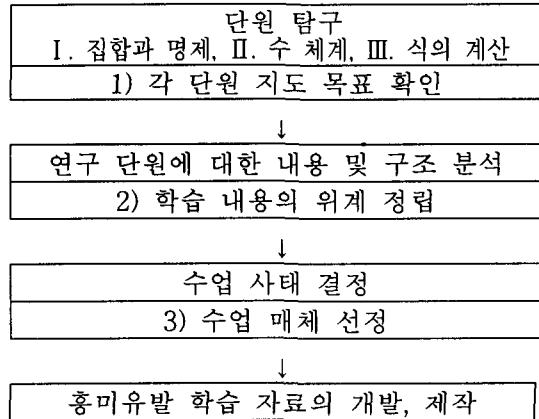 단원 탐구
Ⅰ. 집합과 명제, Ⅱ. 수 체계, Ⅲ. 식의 계산
1) 각 단원 지도 목표 확인
↓
연구 단원에 대한 내용 및 구조 분석
2) 학습 내용의 위계 정립
↓
수업 사태 결정
3) 수업 매체 선정
↓
흥미유발 학습 자료의 개발, 제작